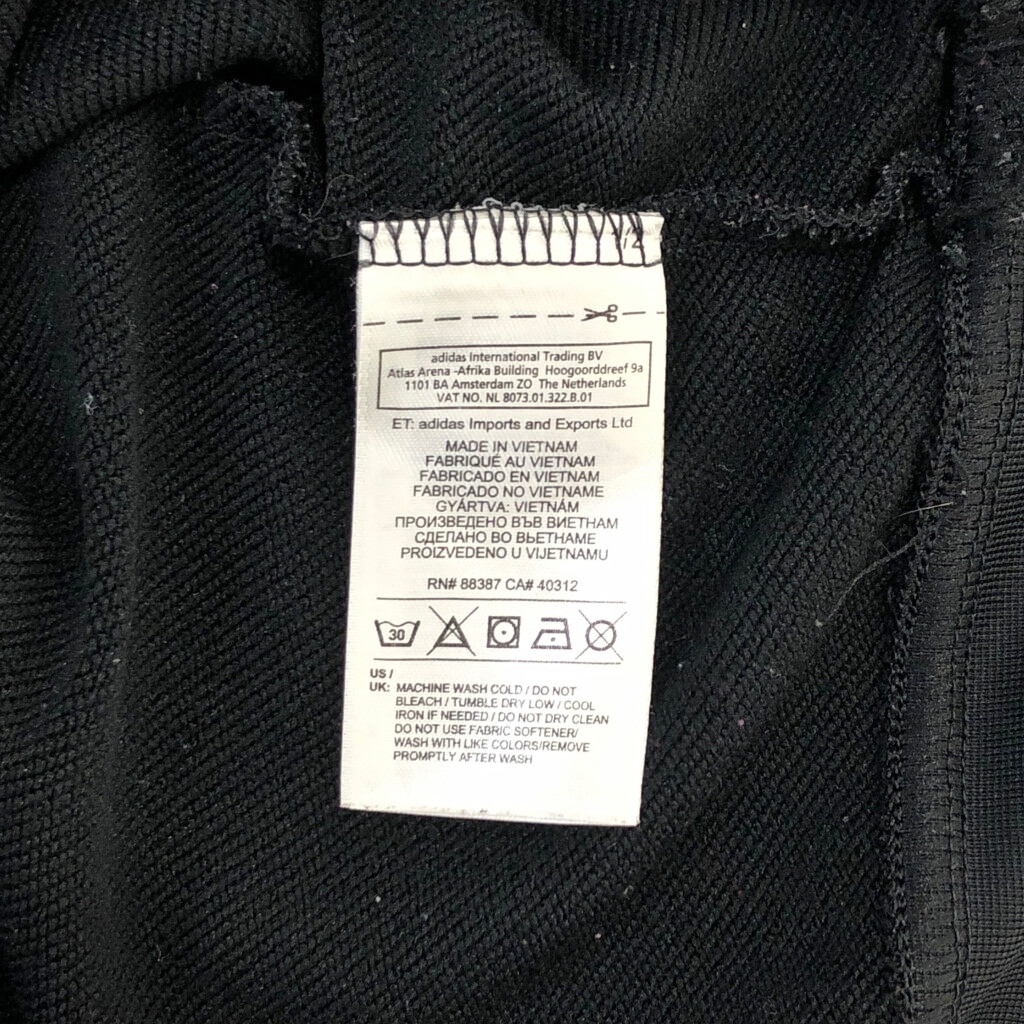 /2
adidas International Trading BV
Atlas Arena -Afrika Building Hoogoorddreef 9a
1101 BA Amsterdam ZO The Netherlands
VAT NO. NL 8073.01.322.B.01
ET: adidas Imports and Exports Ltd
MADE IN VIETNAM
FABRIQUÉ AU VIETNAM
FABRICADO EN VIETNAM
FABRICADO NO VIETNAME
GYÁRTVA: VIETNÁM
ПРОИЗВЕДЕНО ВЪВ ВИЕТНАМ
СДЕЛАНО ВО ВЬЕТНАМЕ
PROIZVEDENO U VIJETNAMU
RN# 88387 CA# 40312
30
US /
UK: MACHINE WASH COLD / DO NOT
BLEACH / TUMBLE DRY LOW / COOL
IRON IF NEEDED / DO NOT DRY CLEAN
DO NOT USE FABRIC SOFTENER/
WASH WITH LIKE COLORS/REMOVE
PROMPTLY AFTER WASH